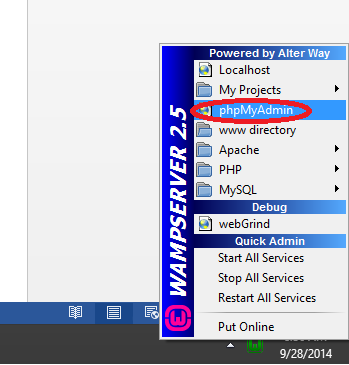 Powered by Alter Way
Localhost
My Projects
phpMyAdmin
www directory
Apache
PHP
MySQL
Debug
webGrind
Quick Admin
Start All Services
Stop All Services
Restart All Services
Put Online
WAMPSERVER 2.5
9/28/2014